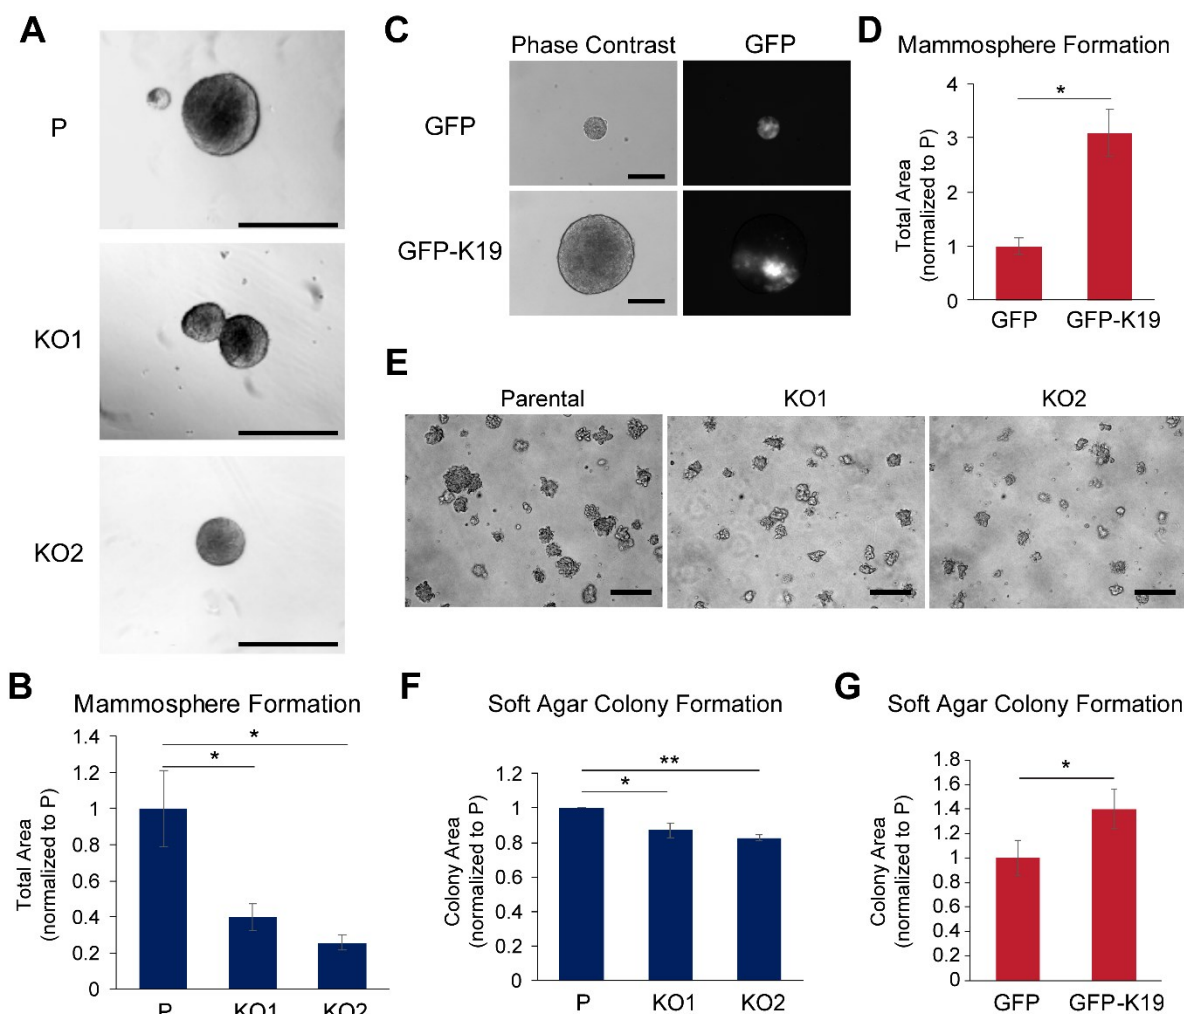 A
P
KO1
KO2
B
Mammosphere Formation
Total Area
(normalized to P)
1.4
1.2
1
0.8
0.6
0.4
0.2
0
*
*
P
KO1
KO2
C
Phase Contrast
GFP
GFP
GFP-K19
D
Mammosphere Formation
Total Area
(normalized to P)
4
3
2
1
0
*
GFP
GFP-K19
E
Parental
KO1
KO2
F
Soft Agar Colony Formation
Colony Area
(normalized to P)
1.2
1
0.8
0.6
0.4
0.2
0
**
*
P
KO1
KO2
G
Soft Agar Colony Formation
Colony Area
(normalized to P)
1.8
1.6
1.4
1.2
1
0.8
0.6
0.4
0.2
0
*
GFP
GFP-K19